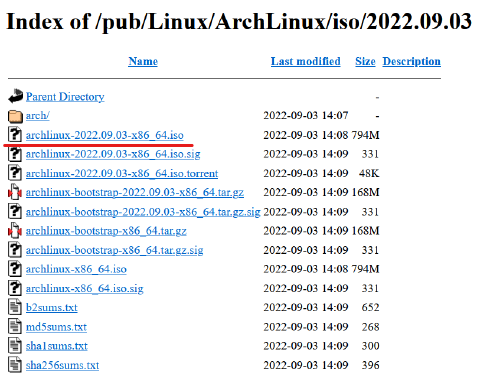 Index of /pub/Linux/ArchLinux/iso/2022.09.03
Name Last modified Size Description
Parent Directory -
arch/ 2022-09-03 14:07 -
archlinux-2022.09.03-x86_64.iso 2022-09-03 14:08 794M
archlinux-2022.09.03-x86_64.iso.sig 2022-09-03 14:09 331
archlinux-2022.09.03-x86_64.iso.torrent 2022-09-03 14:09 48K
archlinux-bootstrap-2022.09.03-x86_64.tar.gz 2022-09-03 14:09 168M
archlinux-bootstrap-2022.09.03-x86_64.tar.gz.sig 2022-09-03 14:09 331
archlinux-bootstrap-x86_64.tar.gz 2022-09-03 14:09 168M
archlinux-bootstrap-x86_64.tar.gz.sig 2022-09-03 14:09 331
archlinux-x86_64.iso 2022-09-03 14:08 794M
archlinux-x86_64.iso.sig 2022-09-03 14:09 331
b2sums.txt 2022-09-03 14:09 652
md5sums.txt 2022-09-03 14:09 268
sha1sums.txt 2022-09-03 14:09 300
sha256sums.txt 2022-09-03 14:09 396